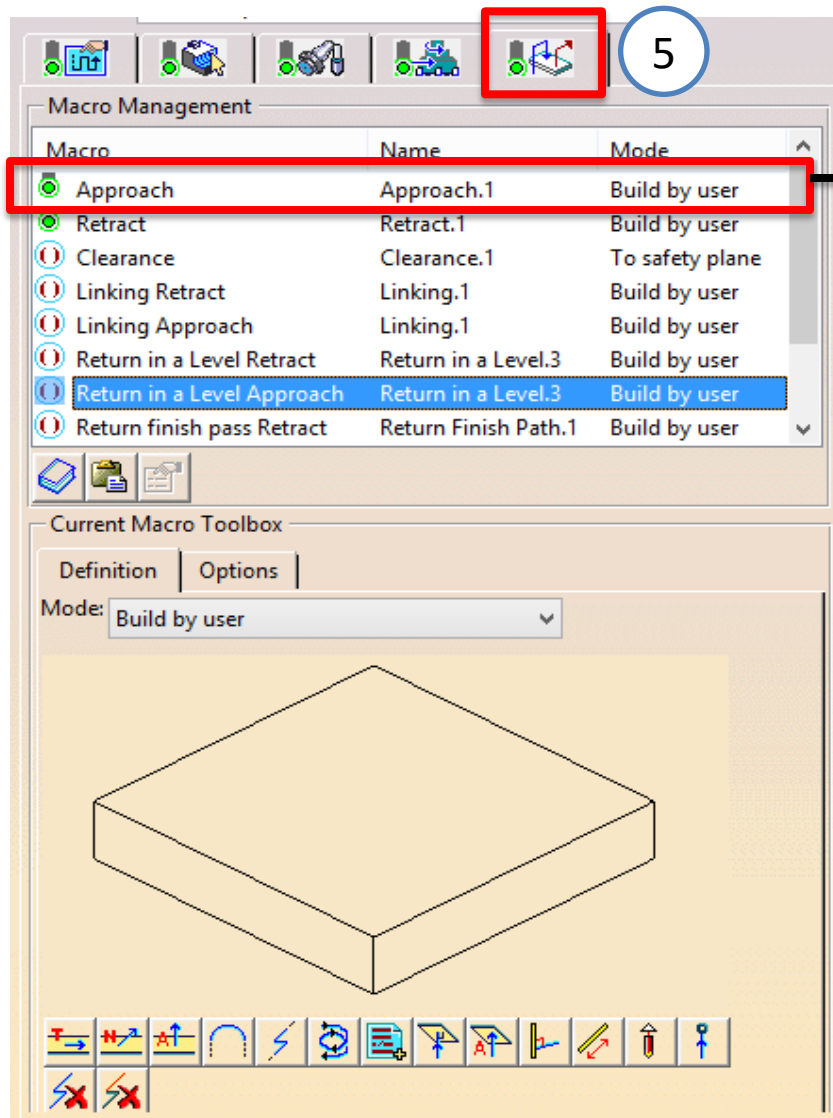 5
Macro Management
Macro Name Mode
Approach Approach.1 Build by user
Retract Retract.1 Build by user
Clearance Clearance.1 To safety plane
Linking Retract Linking.1 Build by user
Linking Approach Linking.1 Build by user
Return in a Level Retract Return in a Level.3 Build by user
Return in a Level Approach Return in a Level.3 Build by user
Return finish pass Retract Return Finish Path.1 Build by user
Current Macro Toolbox
Definition Options
Mode: Build by user